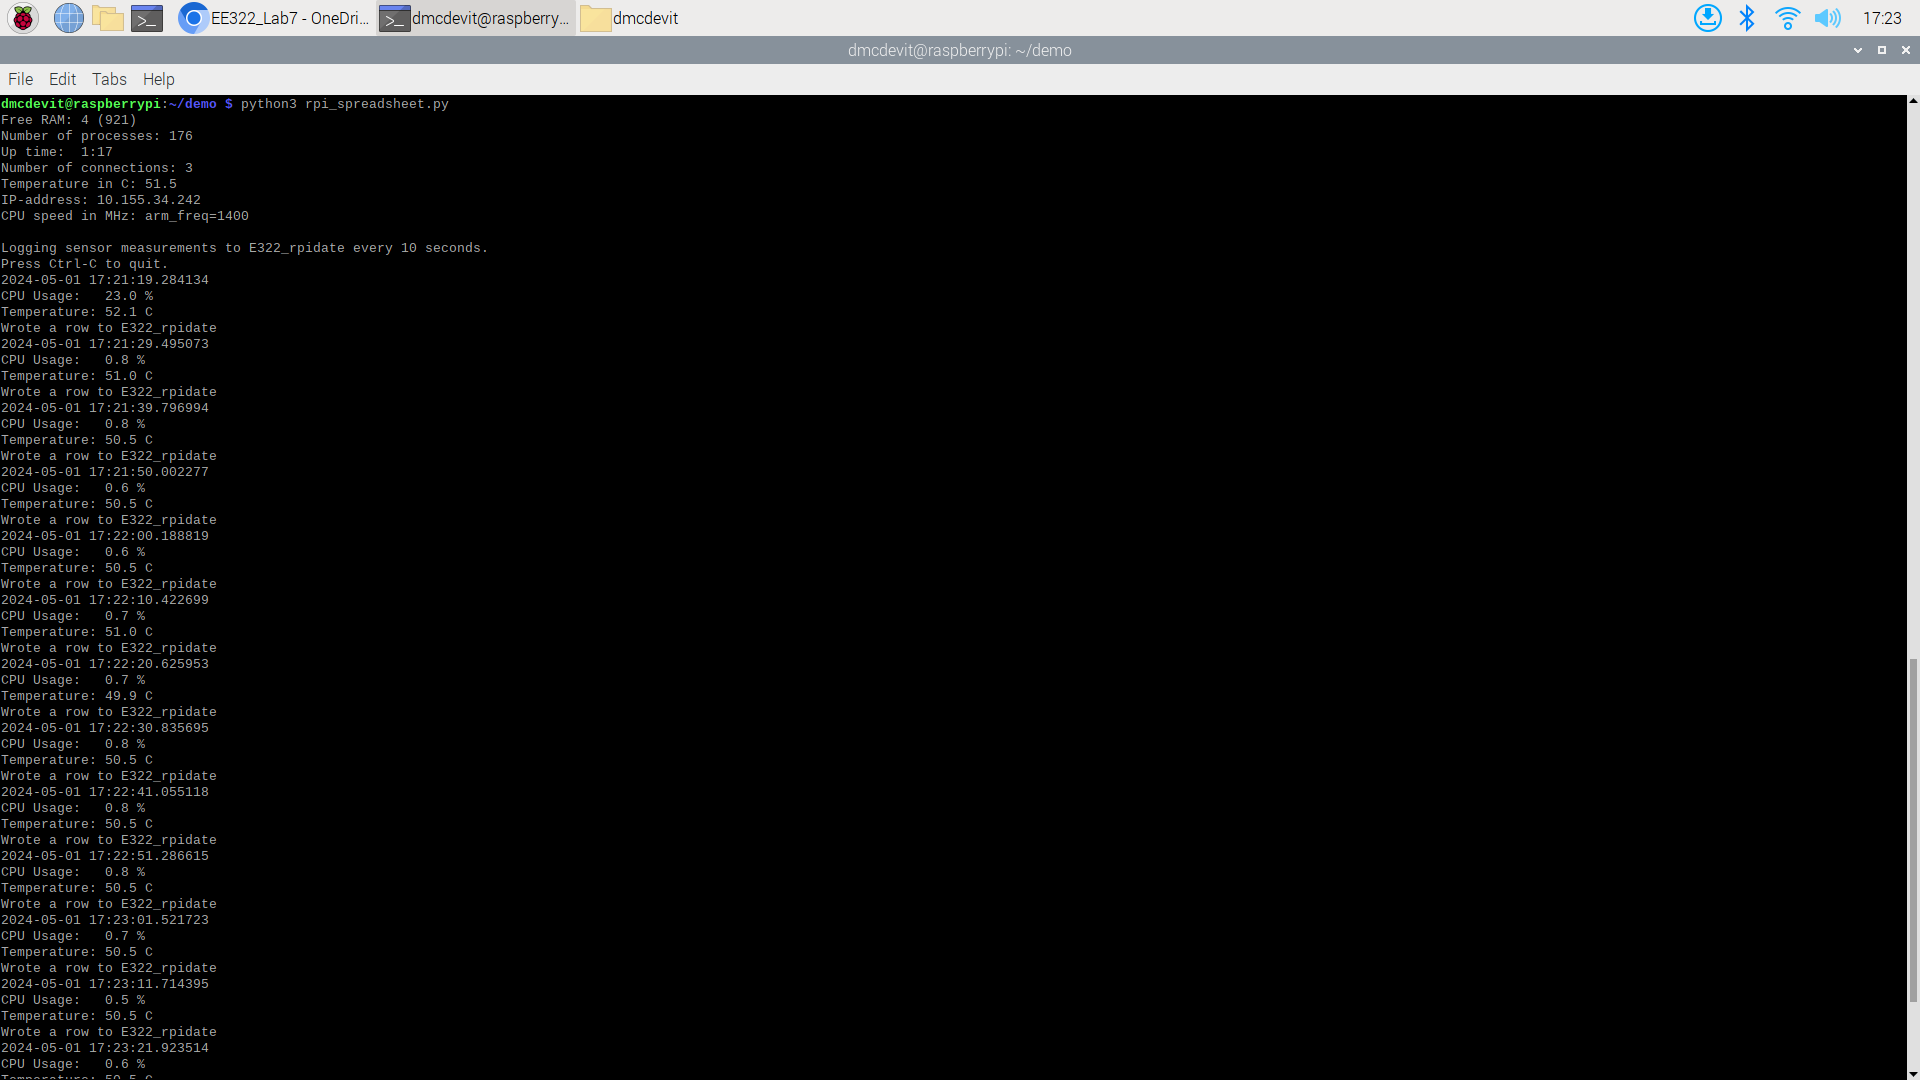 EE322_Lab7 - OneDri...
dmcdevit@raspberry...
dmcdevit
17:23
dmcdevit@raspberrypi: ~/demo
File Edit Tabs Help
dmcdevit@raspberrypi:~/demo $ python3 rpi_spreadsheet.py
Free RAM: 4 (921)
Number of processes: 176
Up time:  1:17
Number of connections: 3
Temperature in C: 51.5
IP-address: 10.155.34.242
CPU speed in MHz: arm_freq=1400
Logging sensor measurements to E322_rpidate every 10 seconds.
Press Ctrl-C to quit.
2024-05-01 17:21:19.284134
CPU Usage:   23.0 %
Temperature: 52.1 C
Wrote a row to E322_rpidate
2024-05-01 17:21:29.495073
CPU Usage:   0.8 %
Temperature: 51.0 C
Wrote a row to E322_rpidate
2024-05-01 17:21:39.796994
CPU Usage:   0.8 %
Temperature: 50.5 C
Wrote a row to E322_rpidate
2024-05-01 17:21:50.002277
CPU Usage:   0.6 %
Temperature: 50.5 C
Wrote a row to E322_rpidate
2024-05-01 17:22:00.188819
CPU Usage:   0.6 %
Temperature: 50.5 C
Wrote a row to E322_rpidate
2024-05-01 17:22:10.422699
CPU Usage:   0.7 %
Temperature: 51.0 C
Wrote a row to E322_rpidate
2024-05-01 17:22:20.625953
CPU Usage:   0.7 %
Temperature: 49.9 C
Wrote a row to E322_rpidate
2024-05-01 17:22:30.835695
CPU Usage:   0.8 %
Temperature: 50.5 C
Wrote a row to E322_rpidate
2024-05-01 17:22:41.055118
CPU Usage:   0.8 %
Temperature: 50.5 C
Wrote a row to E322_rpidate
2024-05-01 17:22:51.286615
CPU Usage:   0.8 %
Temperature: 50.5 C
Wrote a row to E322_rpidate
2024-05-01 17:23:01.521723
CPU Usage:   0.7 %
Temperature: 50.5 C
Wrote a row to E322_rpidate
2024-05-01 17:23:11.714395
CPU Usage:   0.5 %
Temperature: 50.5 C
Wrote a row to E322_rpidate
2024-05-01 17:23:21.923514
CPU Usage:   0.6 %
Temperature: 50.5 C